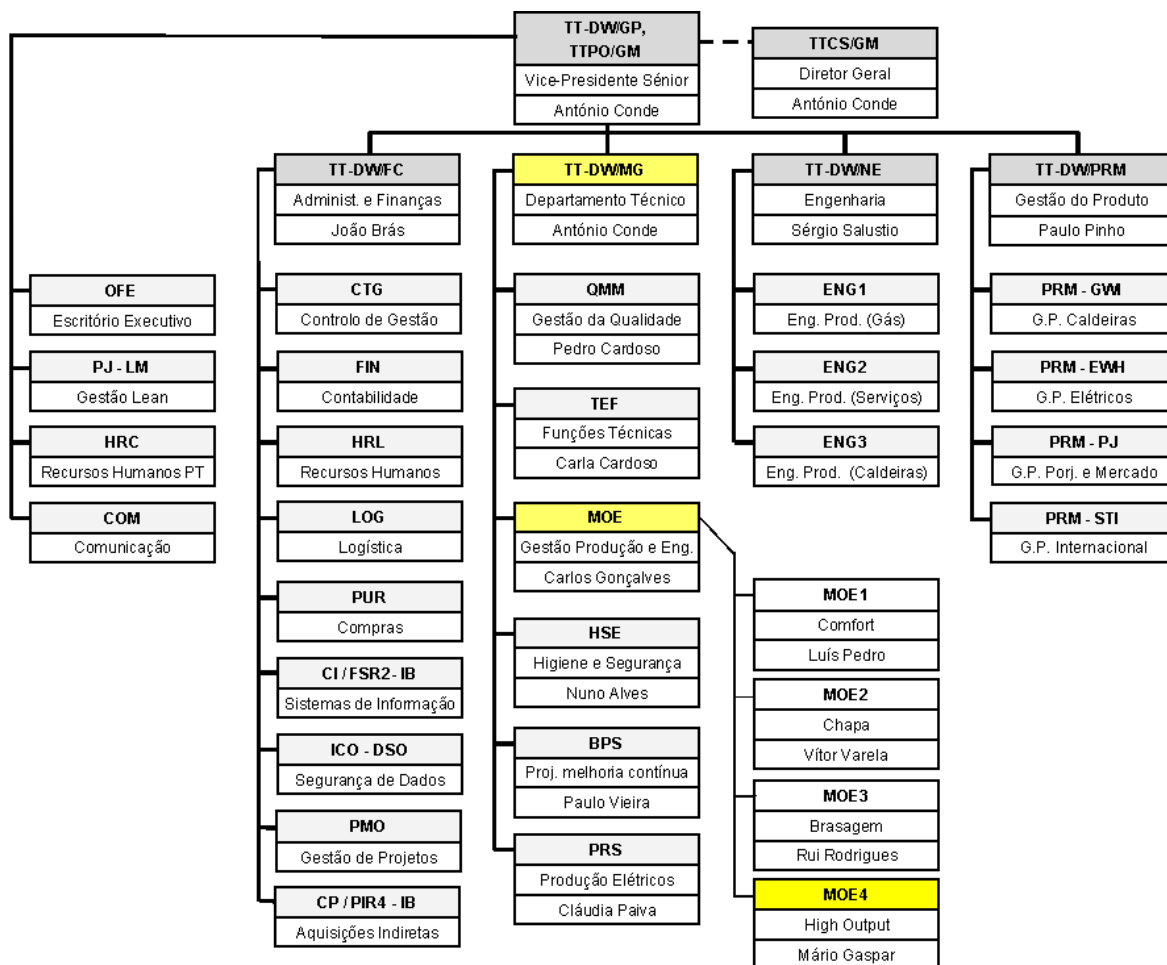 TT-DW/GP,
TTPO/GM
Vice-Presidente Sénior
António Conde
TTCS/GM
Diretor Geral
António Conde
TT-DW/FC
Administ. e Finanças
João Brás
TT-DW/MG
Departamento Técnico
António Conde
TT-DW/NE
Engenharia
Sérgio Salustio
TT-DW/PRM
Gestão do Produto
Paulo Pinho
OFE
Escritório Executivo
PJ - LM
Gestão Lean
HRC
Recursos Humanos PT
COM
Comunicação
CTG
Controlo de Gestão
FIN
Contabilidade
HRL
Recursos Humanos
LOG
Logística
PUR
Compras
CI / FSR2- IB
Sistemas de Informação
ICO - DSO
Segurança de Dados
PMO
Gestão de Projetos
CP / PIR4 - IB
Aquisições Indiretas
QMM
Gestão da Qualidade
Pedro Cardoso
TEF
Funções Técnicas
Carla Cardoso
MOE
Gestão Produção e Eng.
Carlos Gonçalves
HSE
Higiene e Segurança
Nuno Alves
BPS
Proj. melhoria contínua
Paulo Vieira
PRS
Produção Elétricos
Cláudia Paiva
MOE1
Comfort
Luís Pedro
MOE2
Chapa
Vítor Varela
MOE3
Brasagem
Rui Rodrigues
MOE4
High Output
Mário Gaspar
ENG1
Eng. Prod. (Gás)
ENG2
Eng. Prod. (Serviços)
ENG3
Eng. Prod. (Caldeiras)
PRM - GWI
G.P. Caldeiras
PRM - EWH
G.P. Elétricos
PRM - PJ
G.P. Porj. e Mercado
PRM - STI
G.P. Internacional